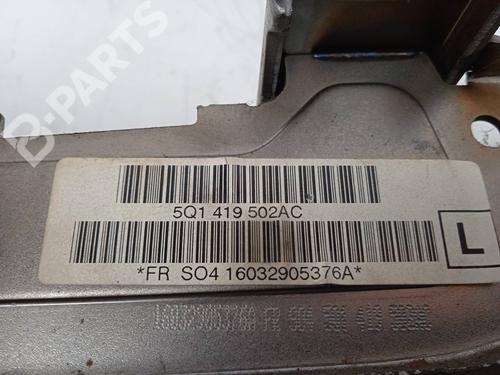 B-PARTS
5Q1 419 502AC
L
*FR SO4 16032905376A*